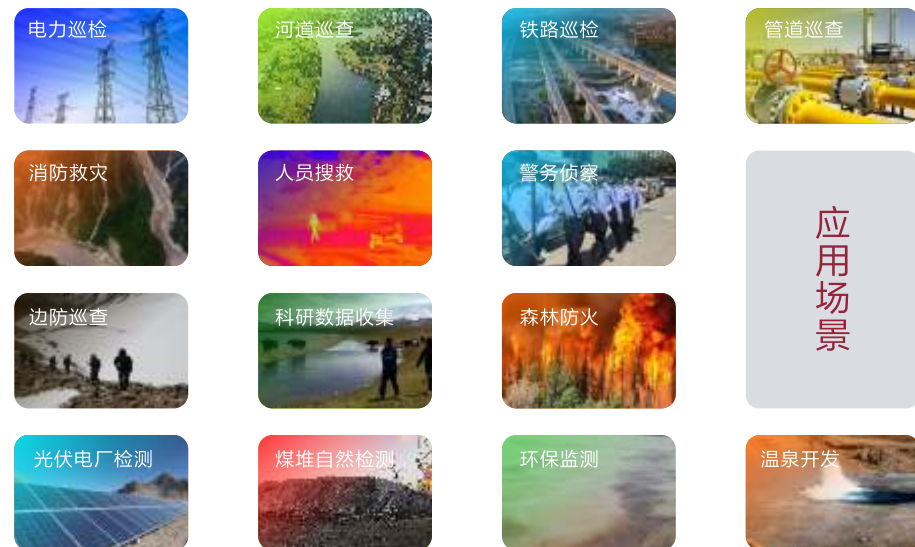 电力巡检
河道巡查
铁路巡检
管道巡查
消防救灾
人员搜救
警务侦察
应用场景
边防巡查
科研数据收集
森林防火
光伏电厂检测
煤堆自然检测
环保监测
温泉开发